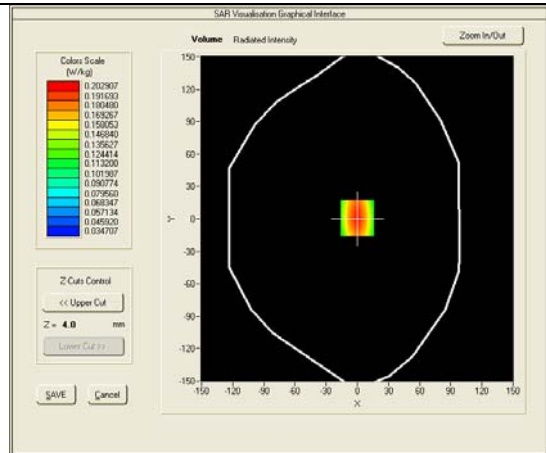 SAR Visualisation Graphical Interface
Volume Radiated Intensity
Zoom In/Out
Colors Scale
(W/kg)
0.202907
0.191693
0.180480
0.169267
0.158053
0.146840
0.135627
0.124414
0.113200
0.101987
0.090774
0.079560
0.068347
0.057134
0.045920
0.034707
Z Cuts Control
<< Upper Cut
Z = 4.0 mm
Lower Cut >>
SAVE Cancel
Y
150
120
90
60
30
0
-30
-60
-90
-120
-150
-150 -120 -90 -60 -30 0 30 60 90 120 150
X